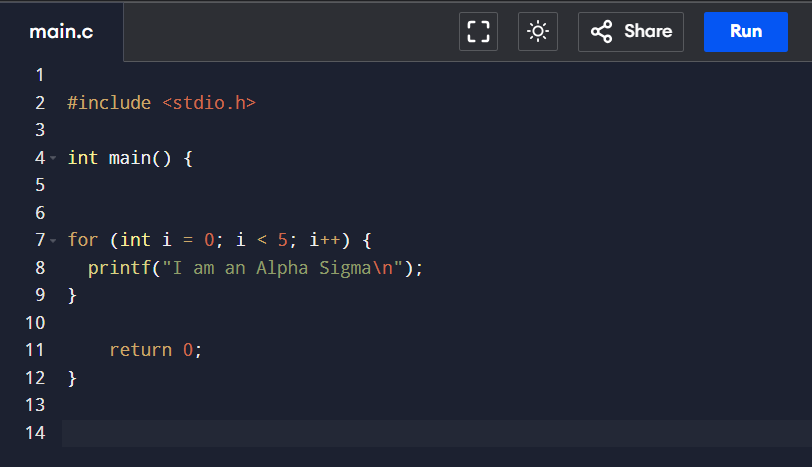 main.c Share Run
1
2 #include <stdio.h>
3
4 int main() {
5
6
7 for (int i = 0; i < 5; i++) {
8   printf("I am an Alpha Sigma\n");
9 }
10
11     return 0;
12 }
13
14